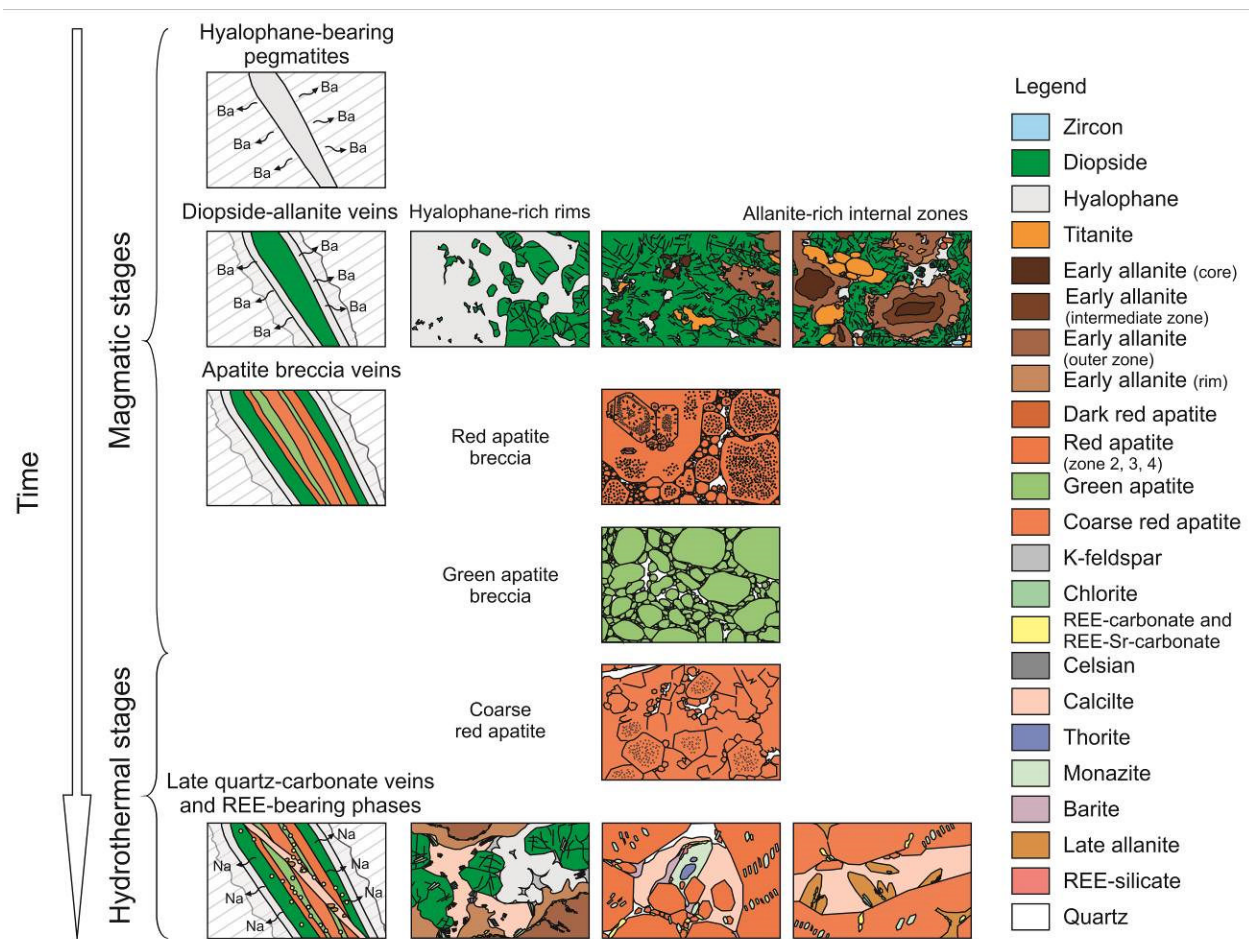 Time
Magmatic stages
Hydrothermal stages
Hyalophane-bearing
pegmatites
Ba
Ba
Ba
Ba
Ba
Ba
Diopside-allanite veins
Hyalophane-rich rims
Allanite-rich internal zones
Ba
Ba
Ba
Ba
Ba
Ba
Apatite breccia veins
Red apatite
breccia
Green apatite
breccia
Coarse
red apatite
Late quartz-carbonate veins
and REE-bearing phases
Na
Na
Na
Na
Na
Na
Legend
Zircon
Diopside
Hyalophane
Titanite
Early allanite (core)
Early allanite
(intermediate zone)
Early allanite
(outer zone)
Early allanite (rim)
Dark red apatite
Red apatite
(zone 2, 3, 4)
Green apatite
Coarse red apatite
K-feldspar
Chlorite
REE-carbonate and
REE-Sr-carbonate
Celsian
Calcilte
Thorite
Monazite
Barite
Late allanite
REE-silicate
Quartz